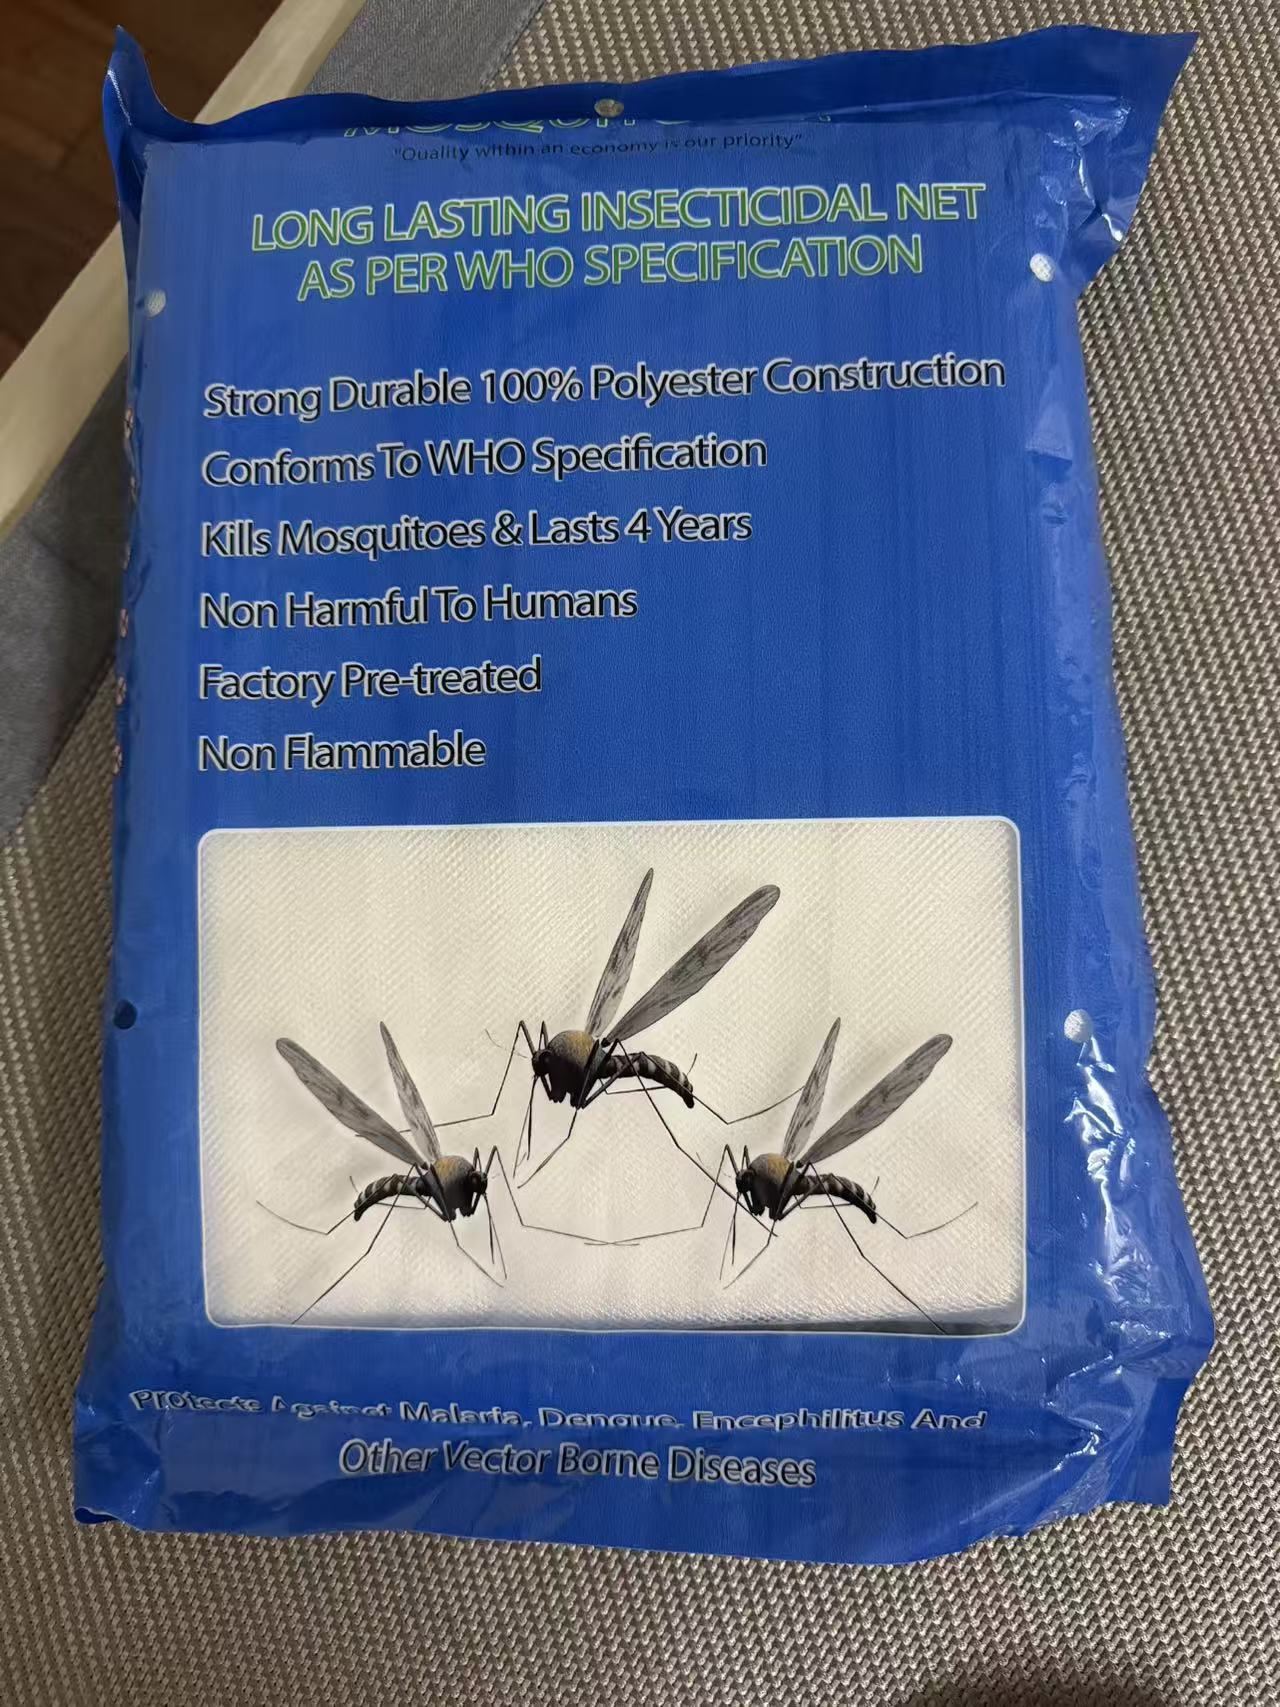 "Quality within an economy is our priority"
LONG LASTING INSECTICIDAL NET
AS PER WHO SPECIFICATION
Strong Durable 100% Polyester Construction
Conforms To WHO Specification
Kills Mosquitoes & Lasts 4 Years
Non Harmful To Humans
Factory Pre-treated
Non Flammable
Protects Against Malaria, Dengue, Encephilitus And
Other Vector Borne Diseases